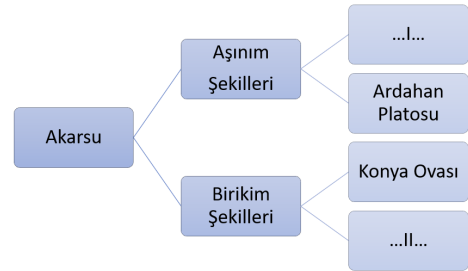 Akarsu
Aşınım
Şekilleri
...I...
Ardahan
Platosu
Birikim
Şekilleri
Konya Ovası
...II...